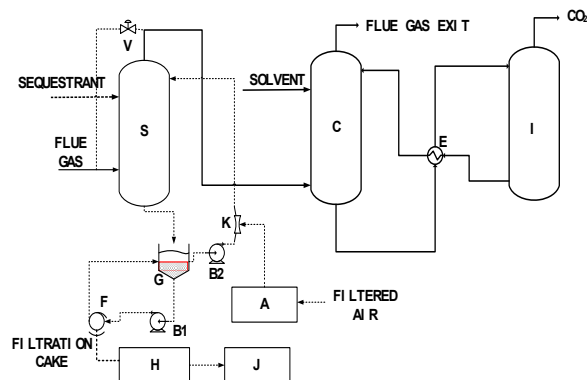 CO₂
FLUE GAS EXIT
V
SEQUESTRANT
SOLVENT
S
C
I
E
FLUE
GAS
K
G
B2
A
FILTERED
AIR
F
B1
FILTRATION
CAKE
H
J